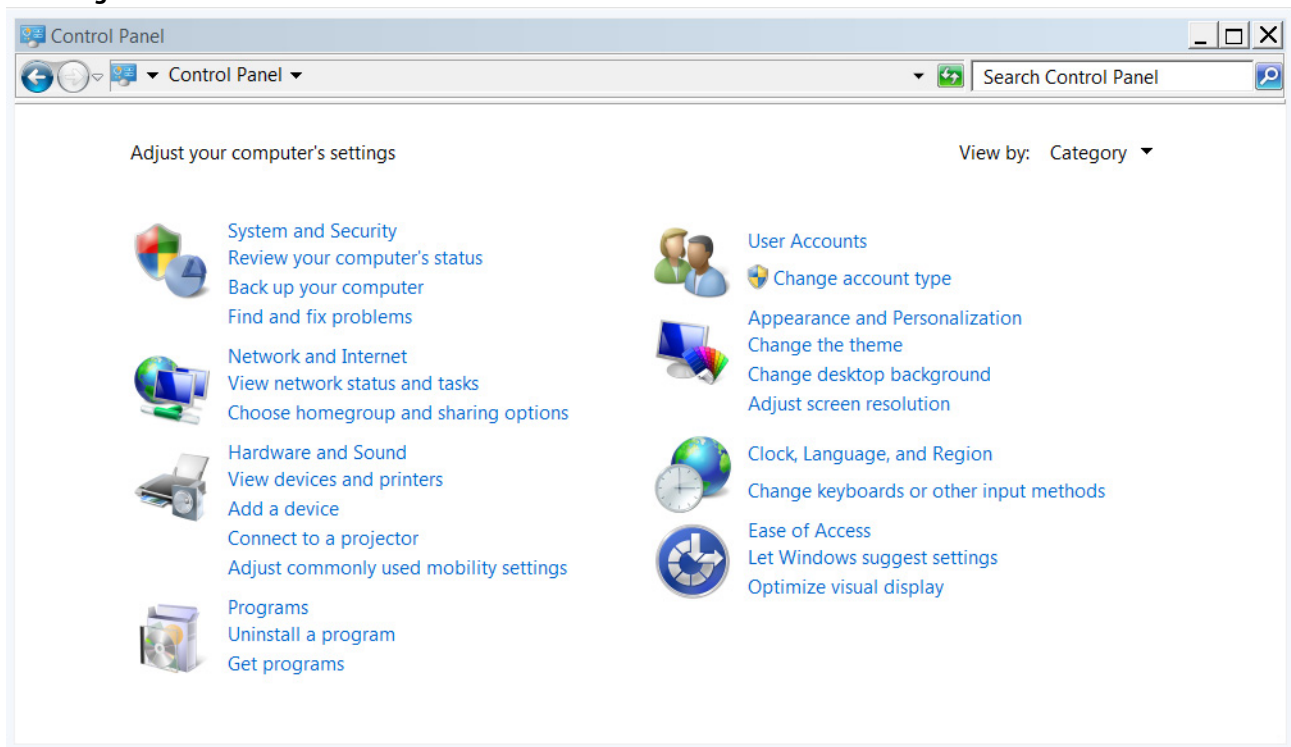 Control Panel
Control Panel
Search Control Panel
Adjust your computer's settings
View by: Category
System and Security
Review your computer's status
Back up your computer
Find and fix problems
Network and Internet
View network status and tasks
Choose homegroup and sharing options
Hardware and Sound
View devices and printers
Add a device
Connect to a projector
Adjust commonly used mobility settings
Programs
Uninstall a program
Get programs
User Accounts
Change account type
Appearance and Personalization
Change the theme
Change desktop background
Adjust screen resolution
Clock, Language, and Region
Change keyboards or other input methods
Ease of Access
Let Windows suggest settings
Optimize visual display